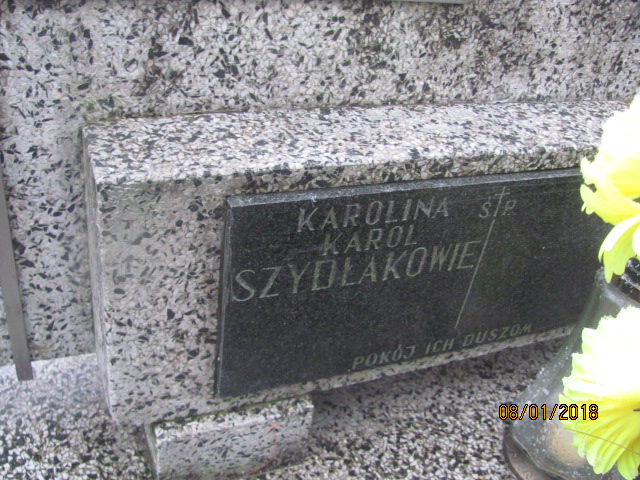 KAROLINA
KAROL
SZYDŁAKOWIE
Ś.P.
POKÓJ ICH DUSZOM
08/01/2018